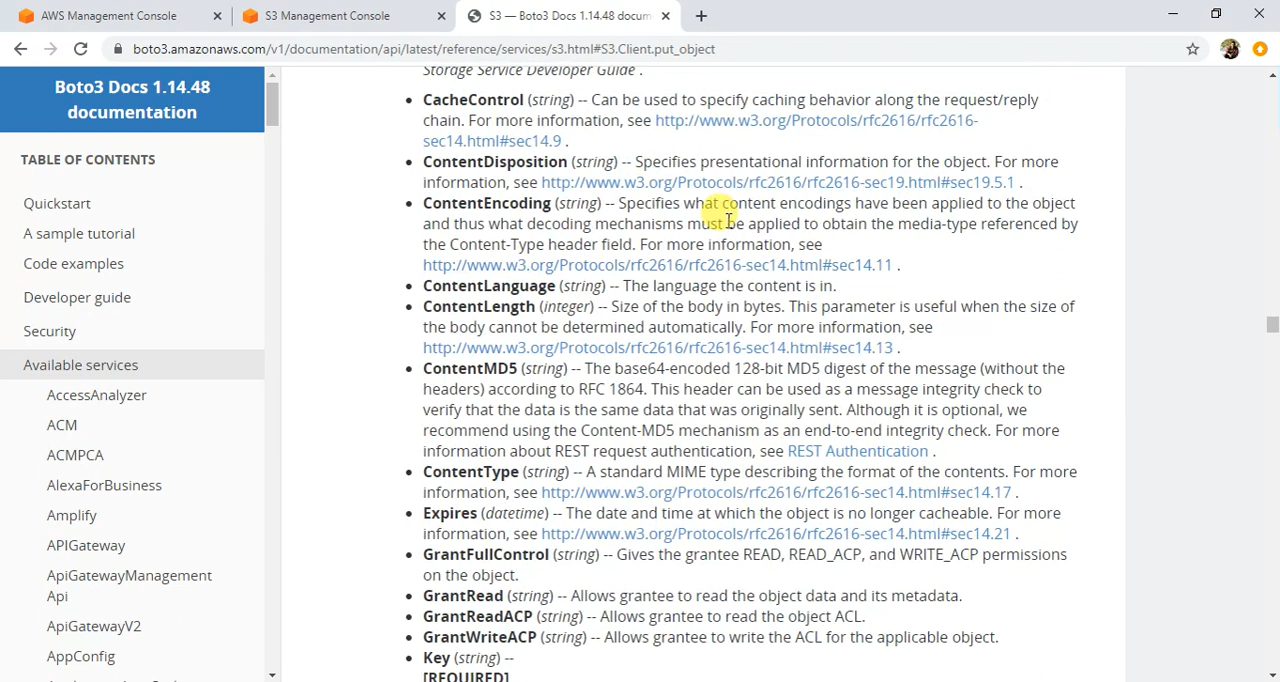 AWS Management Console
S3 Management Console
S3 — Boto3 Docs 1.14.48 docum
boto3.amazonaws.com/v1/documentation/api/latest/reference/services/s3.html#S3.Client.put_object
Boto3 Docs 1.14.48
documentation
TABLE OF CONTENTS
Quickstart
A sample tutorial
Code examples
Developer guide
Security
Available services
AccessAnalyzer
ACM
ACMPCA
AlexaForBusiness
Amplify
APIGateway
ApiGatewayManagement
Api
ApiGatewayV2
AppConfig
Storage Service Developer Guide .
• CacheControl (string) -- Can be used to specify caching behavior along the request/reply
chain. For more information, see http://www.w3.org/Protocols/rfc2616/rfc2616-
sec14.html#sec14.9 .
• ContentDisposition (string) -- Specifies presentational information for the object. For more
information, see http://www.w3.org/Protocols/rfc2616/rfc2616-sec19.html#sec19.5.1 .
• ContentEncoding (string) -- Specifies what content encodings have been applied to the object
and thus what decoding mechanisms must be applied to obtain the media-type referenced by
the Content-Type header field. For more information, see
http://www.w3.org/Protocols/rfc2616/rfc2616-sec14.html#sec14.11 .
• ContentLanguage (string) -- The language the content is in.
• ContentLength (integer) -- Size of the body in bytes. This parameter is useful when the size of
the body cannot be determined automatically. For more information, see
http://www.w3.org/Protocols/rfc2616/rfc2616-sec14.html#sec14.13 .
• ContentMD5 (string) -- The base64-encoded 128-bit MD5 digest of the message (without the
headers) according to RFC 1864. This header can be used as a message integrity check to
verify that the data is the same data that was originally sent. Although it is optional, we
recommend using the Content-MD5 mechanism as an end-to-end integrity check. For more
information about REST request authentication, see REST Authentication .
• ContentType (string) -- A standard MIME type describing the format of the contents. For more
information, see http://www.w3.org/Protocols/rfc2616/rfc2616-sec14.html#sec14.17 .
• Expires (datetime) -- The date and time at which the object is no longer cacheable. For more
information, see http://www.w3.org/Protocols/rfc2616/rfc2616-sec14.html#sec14.21 .
• GrantFullControl (string) -- Gives the grantee READ, READ_ACP, and WRITE_ACP permissions
on the object.
• GrantRead (string) -- Allows grantee to read the object data and its metadata.
• GrantReadACP (string) -- Allows grantee to read the object ACL.
• GrantWriteACP (string) -- Allows grantee to write the ACL for the applicable object.
• Key (string) --
[REQUIRED]